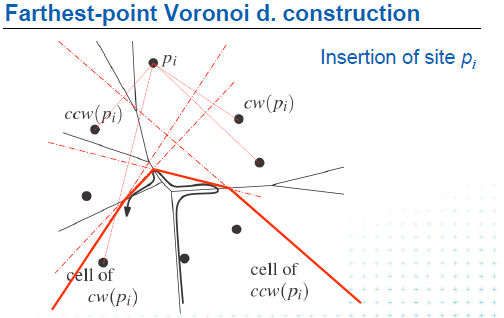 Farthest-point Voronoi d. construction
Insertion of site pᵢ
pᵢ
cw(pᵢ)
ccw(pᵢ)
cell of
cw(pᵢ)
cell of
ccw(pᵢ)